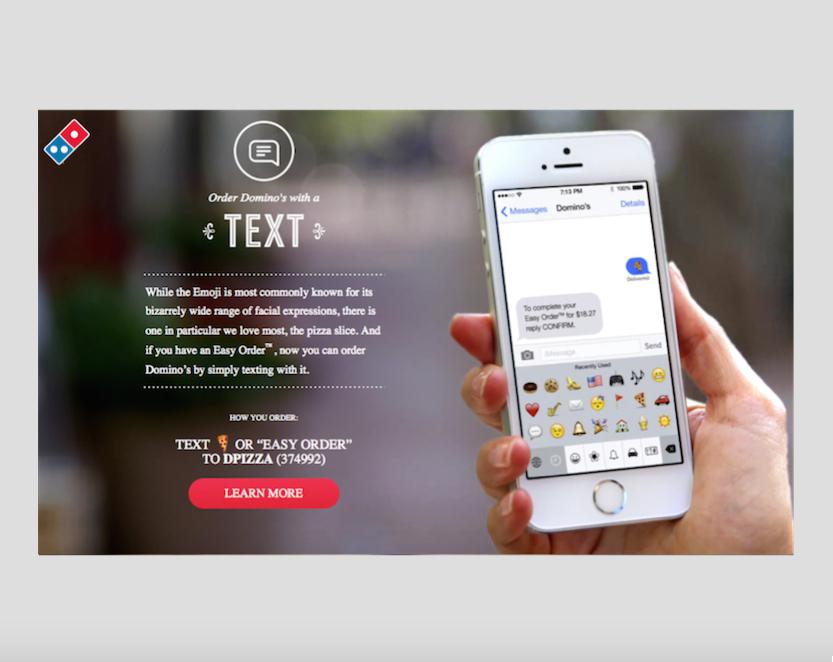 Order Domino's with a
TEXT
While the Emoji is most commonly known for its
bizarrely wide range of facial expressions, there is
one in particular we love most, the pizza slice. And
if you have an Easy Order™, now you can order
Domino's by simply texting with it.
HOW YOU ORDER:
TEXT 🍕 OR “EASY ORDER”
TO DPIZZA (374992)
LEARN MORE
7:13 PM 100%
Messages Domino's Details
Delivered
To complete your
Easy Order™ for $18.27
reply CONFIRM.
iMessage Send
Recently Used